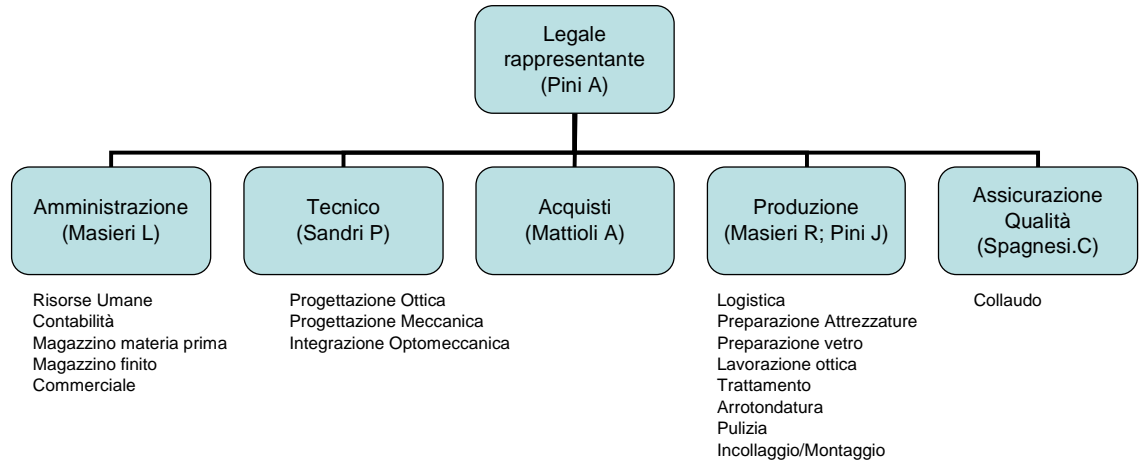 Legale
rappresentante
(Pini A)
Amministrazione
(Masieri L)
Tecnico
(Sandri P)
Acquisti
(Mattioli A)
Produzione
(Masieri R; Pini J)
Assicurazione
Qualità
(Spagnesi.C)
Risorse Umane
Contabilità
Magazzino materia prima
Magazzino finito
Commerciale
Progettazione Ottica
Progettazione Meccanica
Integrazione Optomeccanica
Logistica
Preparazione Attrezzature
Preparazione vetro
Lavorazione ottica
Trattamento
Arrotondatura
Pulizia
Incollaggio/Montaggio
Collaudo